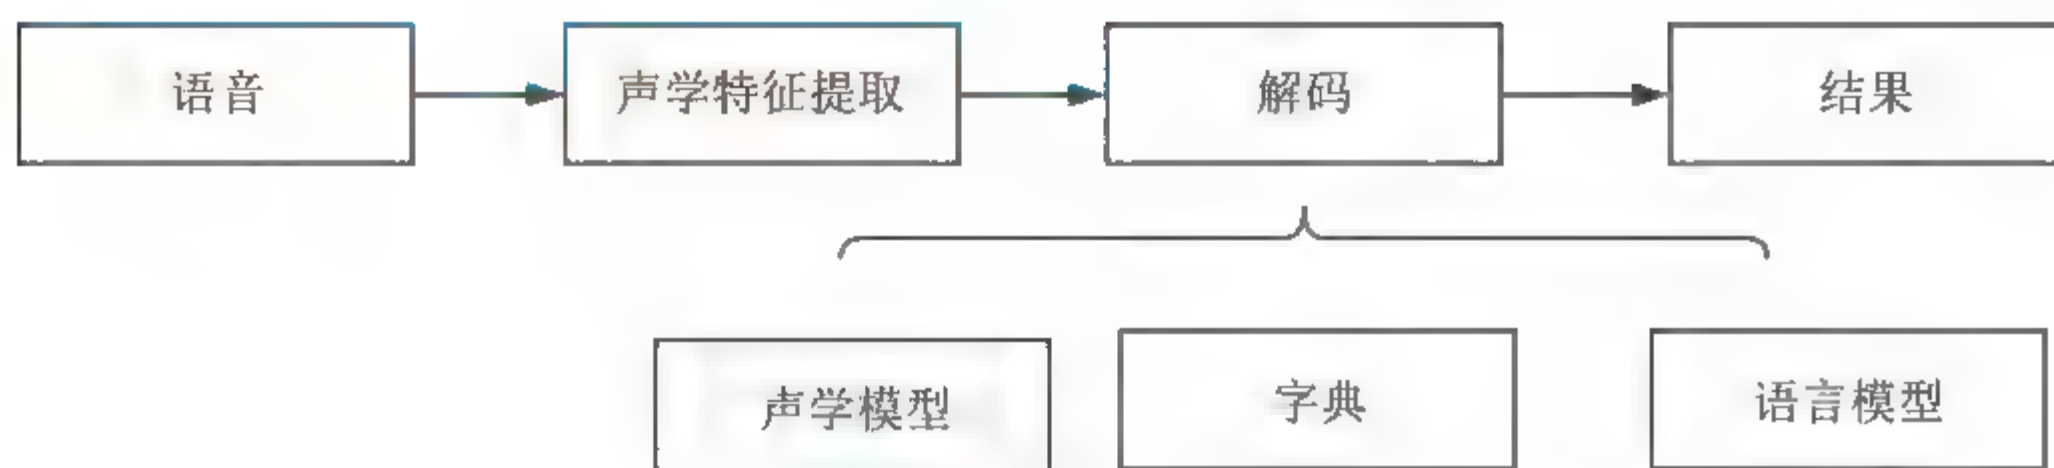 语音
声学特征提取
解码
结果
声学模型
字典
语言模型